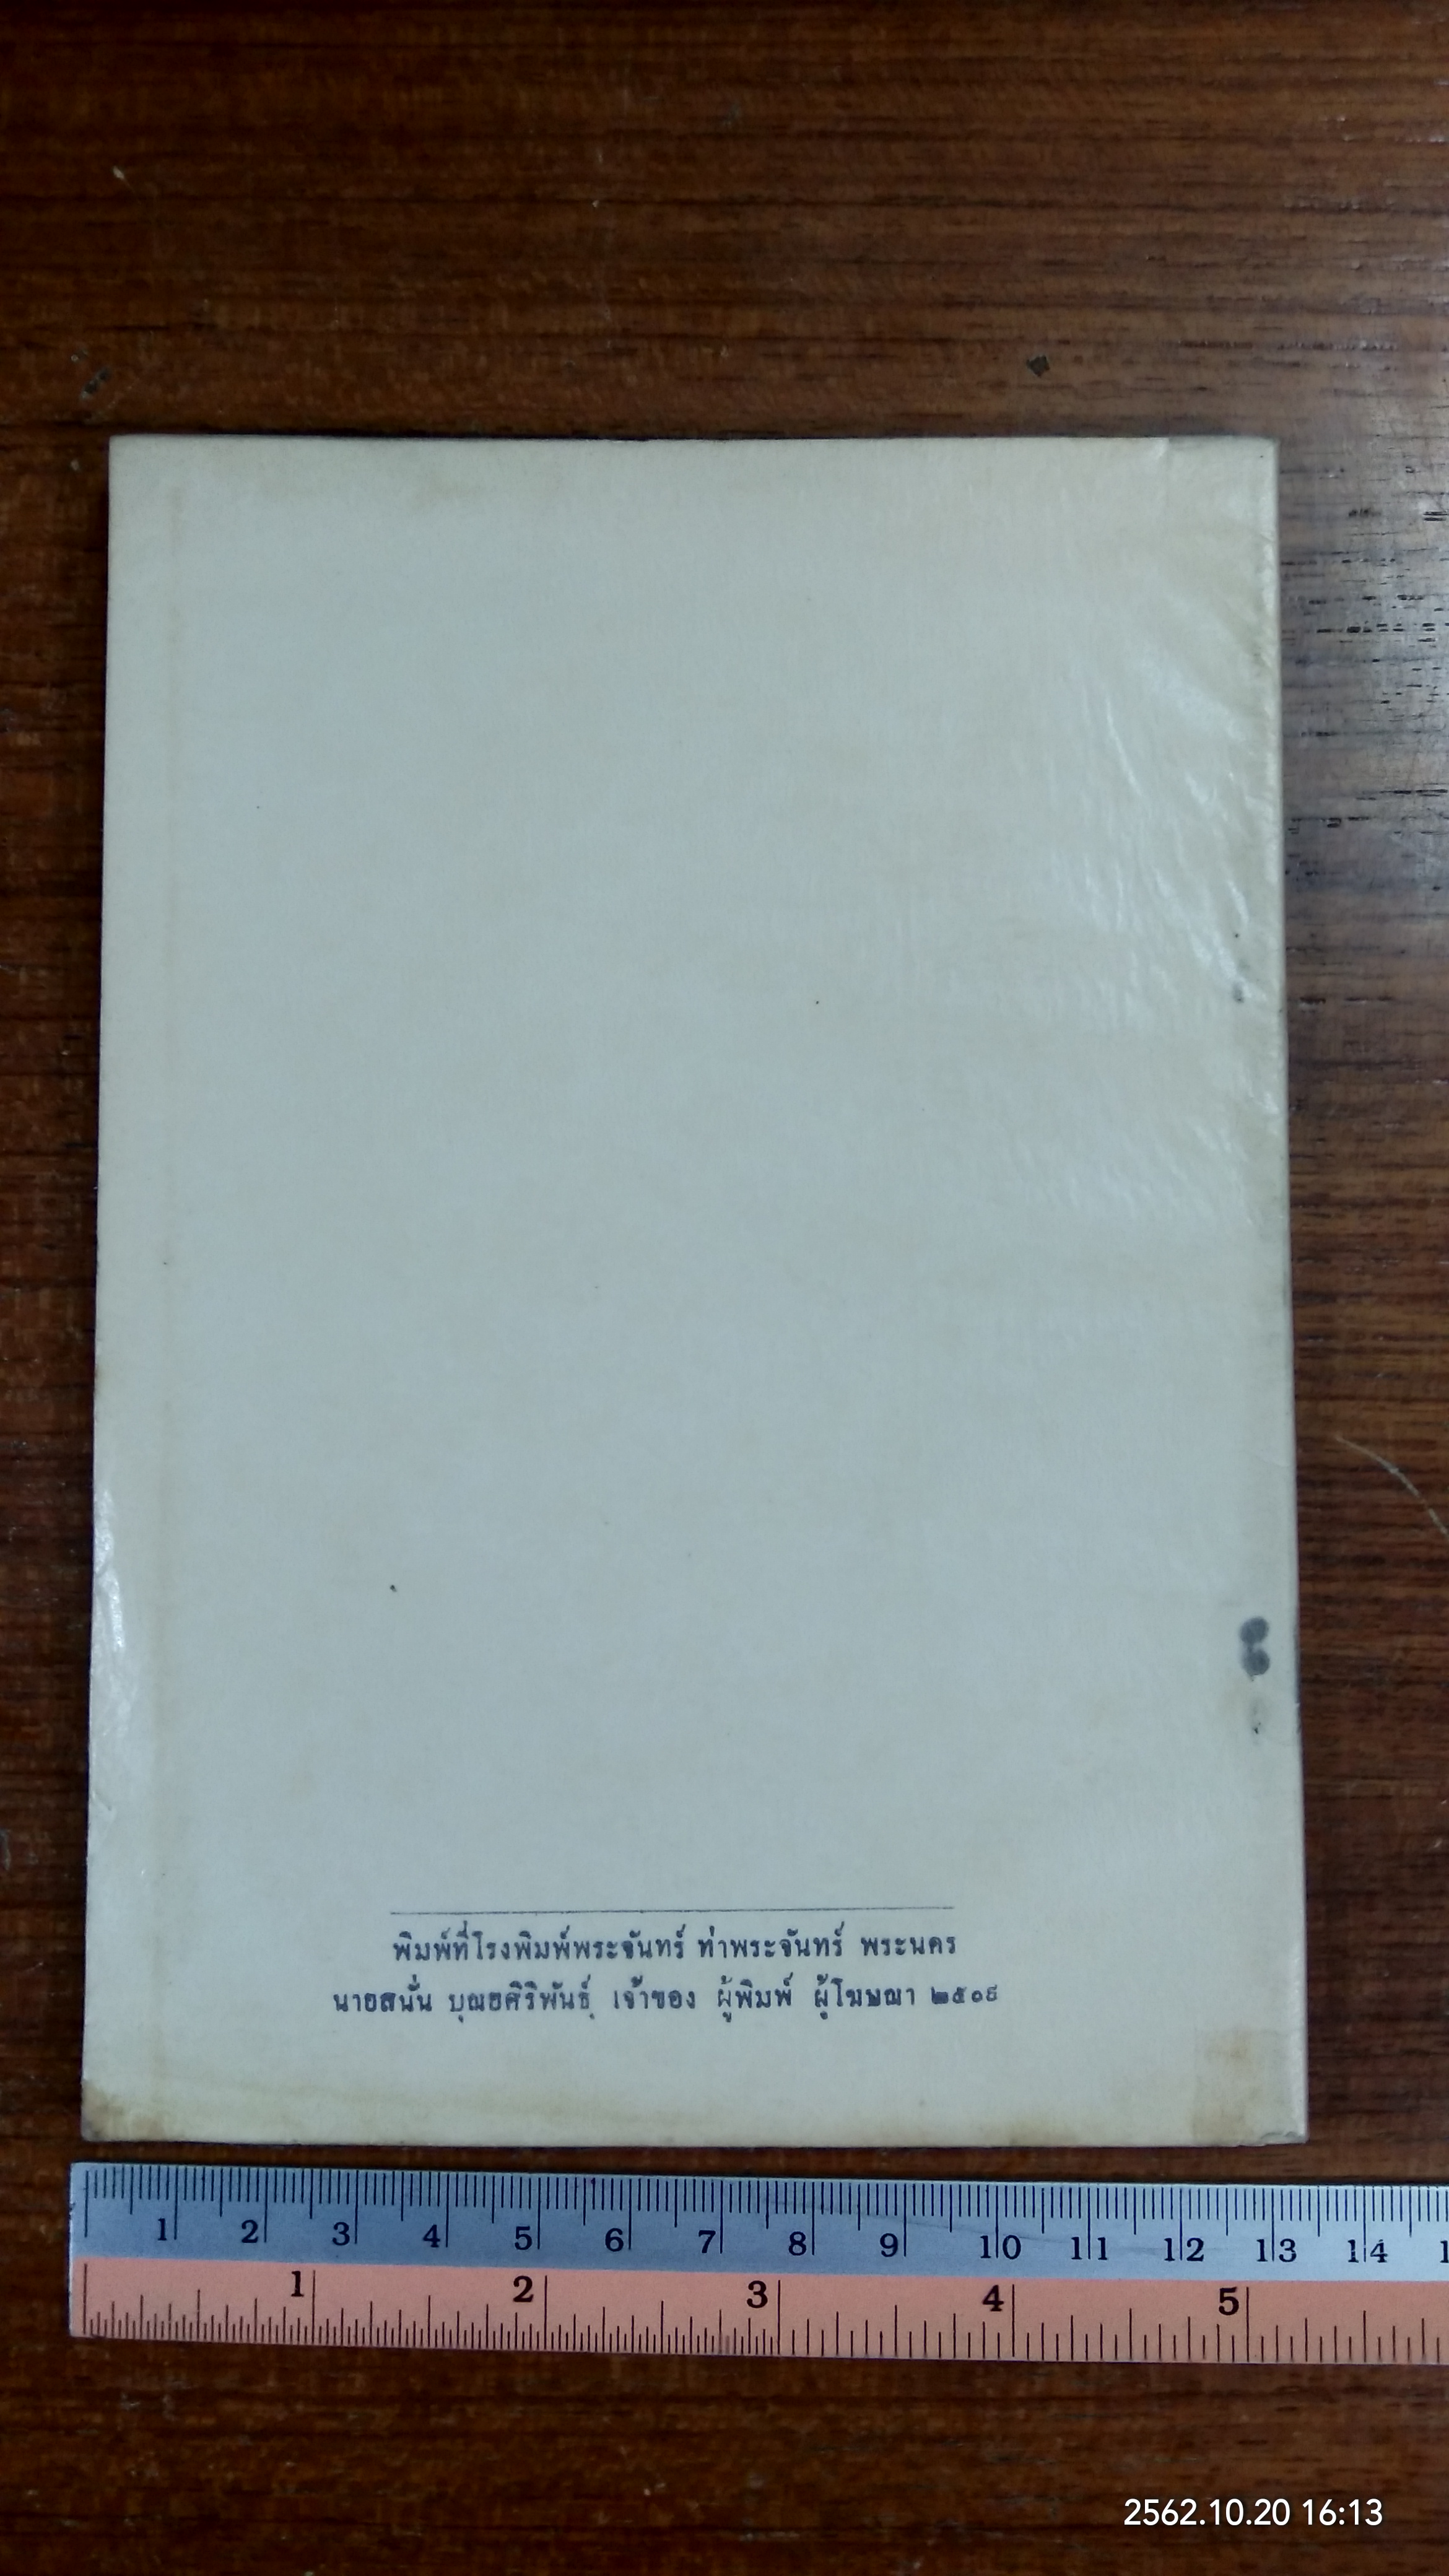 พิมพ์ที่โรงพิมพ์พระจันทร์ ท่าพระจันทร์ พระนคร
นายสนั่น บุณยศิริพันธุ์ เจ้าของ ผู้พิมพ์ ผู้โฆษณา
1 2 3 4 5 6 7 8 9 10 11 12 13 14 1
1 2 3 4 5
2562.10.20 16:13